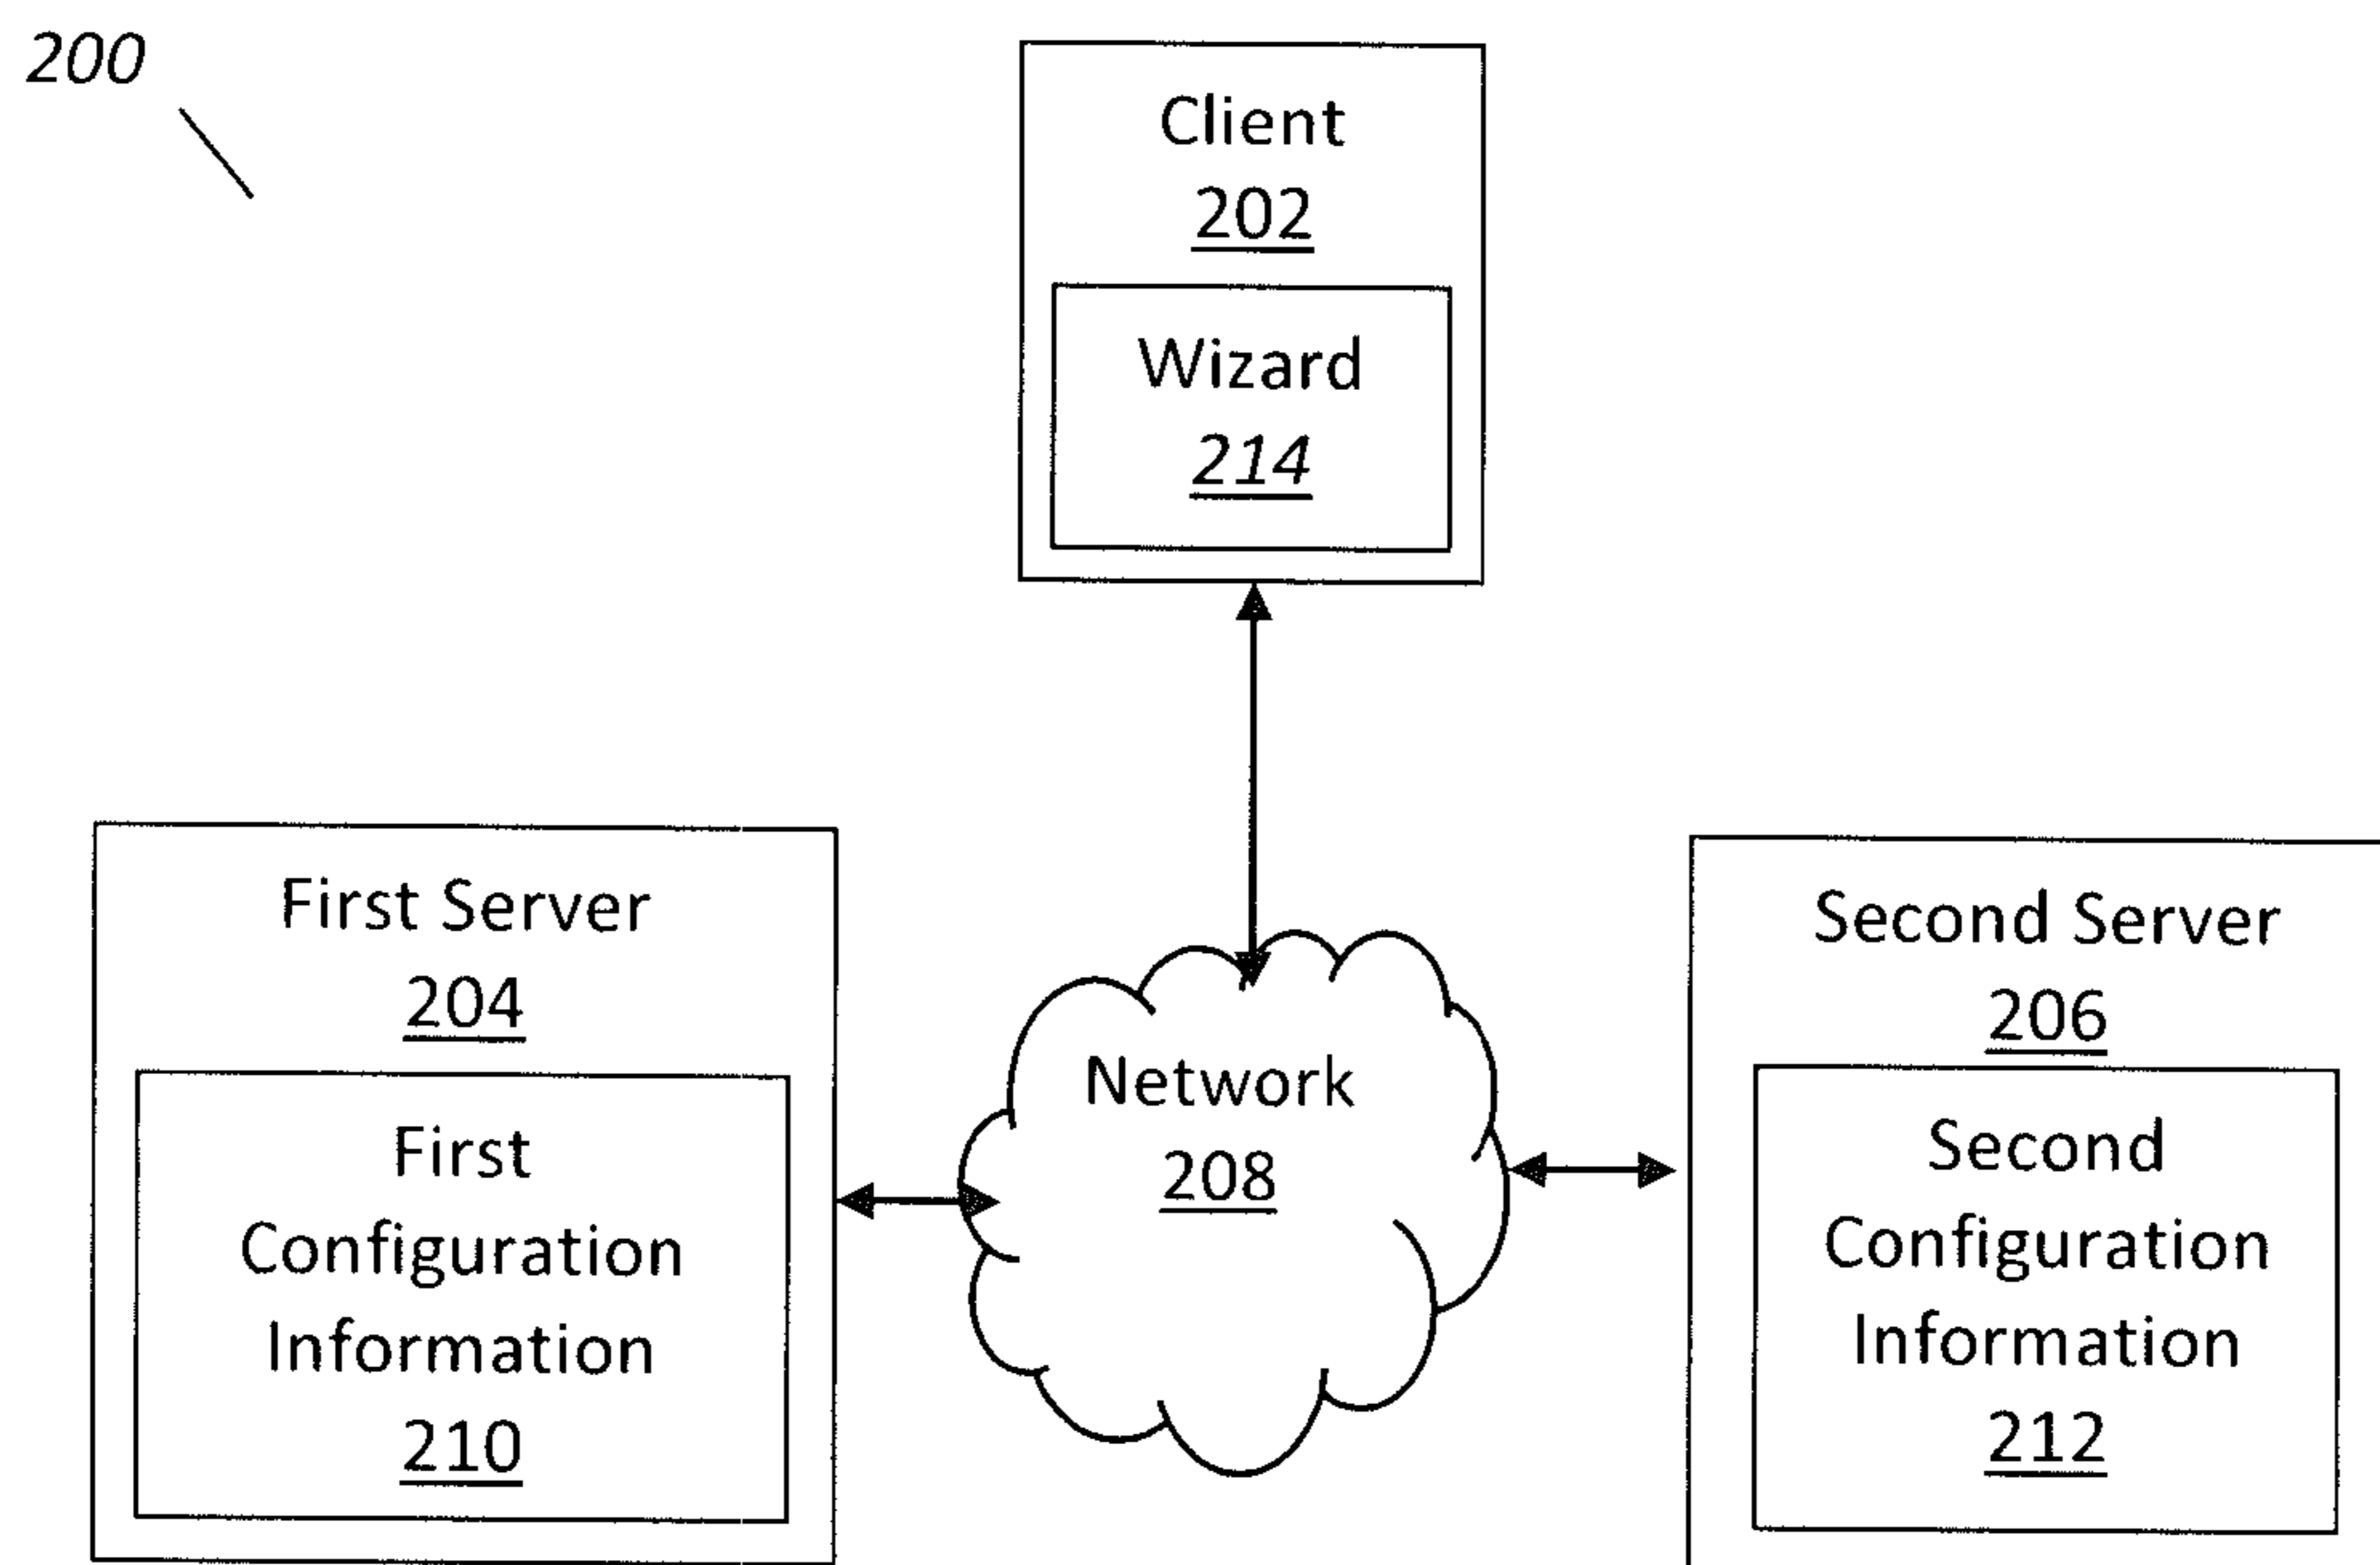 200
Client
202
Wizard
214
First Server
204
First
Configuration
Information
210
Network
208
Second Server
206
Second
Configuration
Information
212